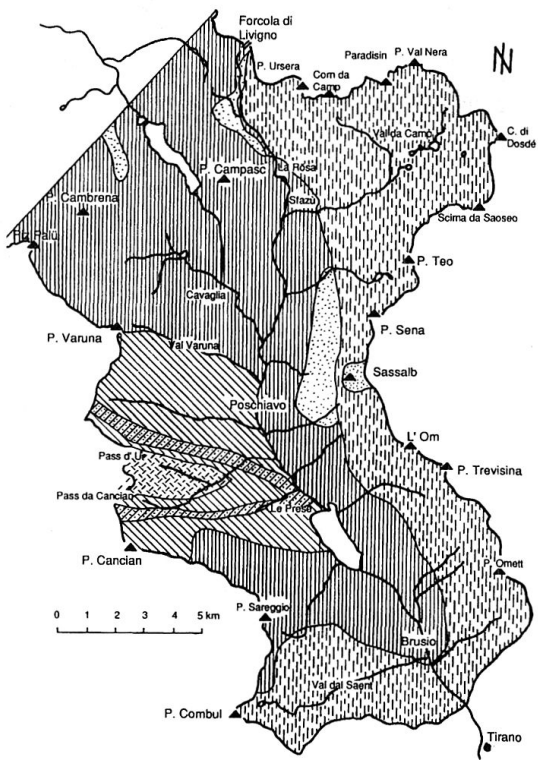 Forcola di
Livigno
P. Ursera
Corn da
Camp
Paradisin
P. Val Nera
N
Val da Camp
C. di
Dosdé
La Rösa
P. Campasc
Sfazù
P. Cambrena
Scima da Saoseo
Piz Palü
P. Teo
Cavaglia
P. Sena
P. Varuna
Val Varuna
Sassalb
Poschiavo
L' Om
Pass d' Ur
P. Trevisina
Pass da Cancian
Le Prese
P. Cancian
P. Omett
0 1 2 3 4 5 km
P. Sareggio
Brusio
Val dal Saent
P. Combul
Tirano